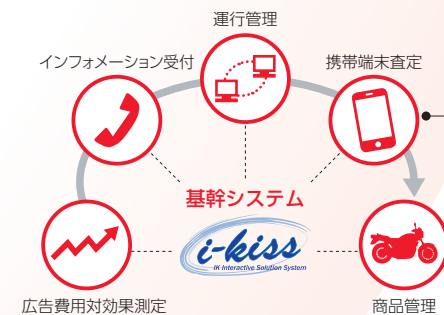 運行管理
インフォメーション受付
携帯端末査定
基幹システム
i-kiss
IK Interactive Solution System
広告費用対効果測定
商品管理